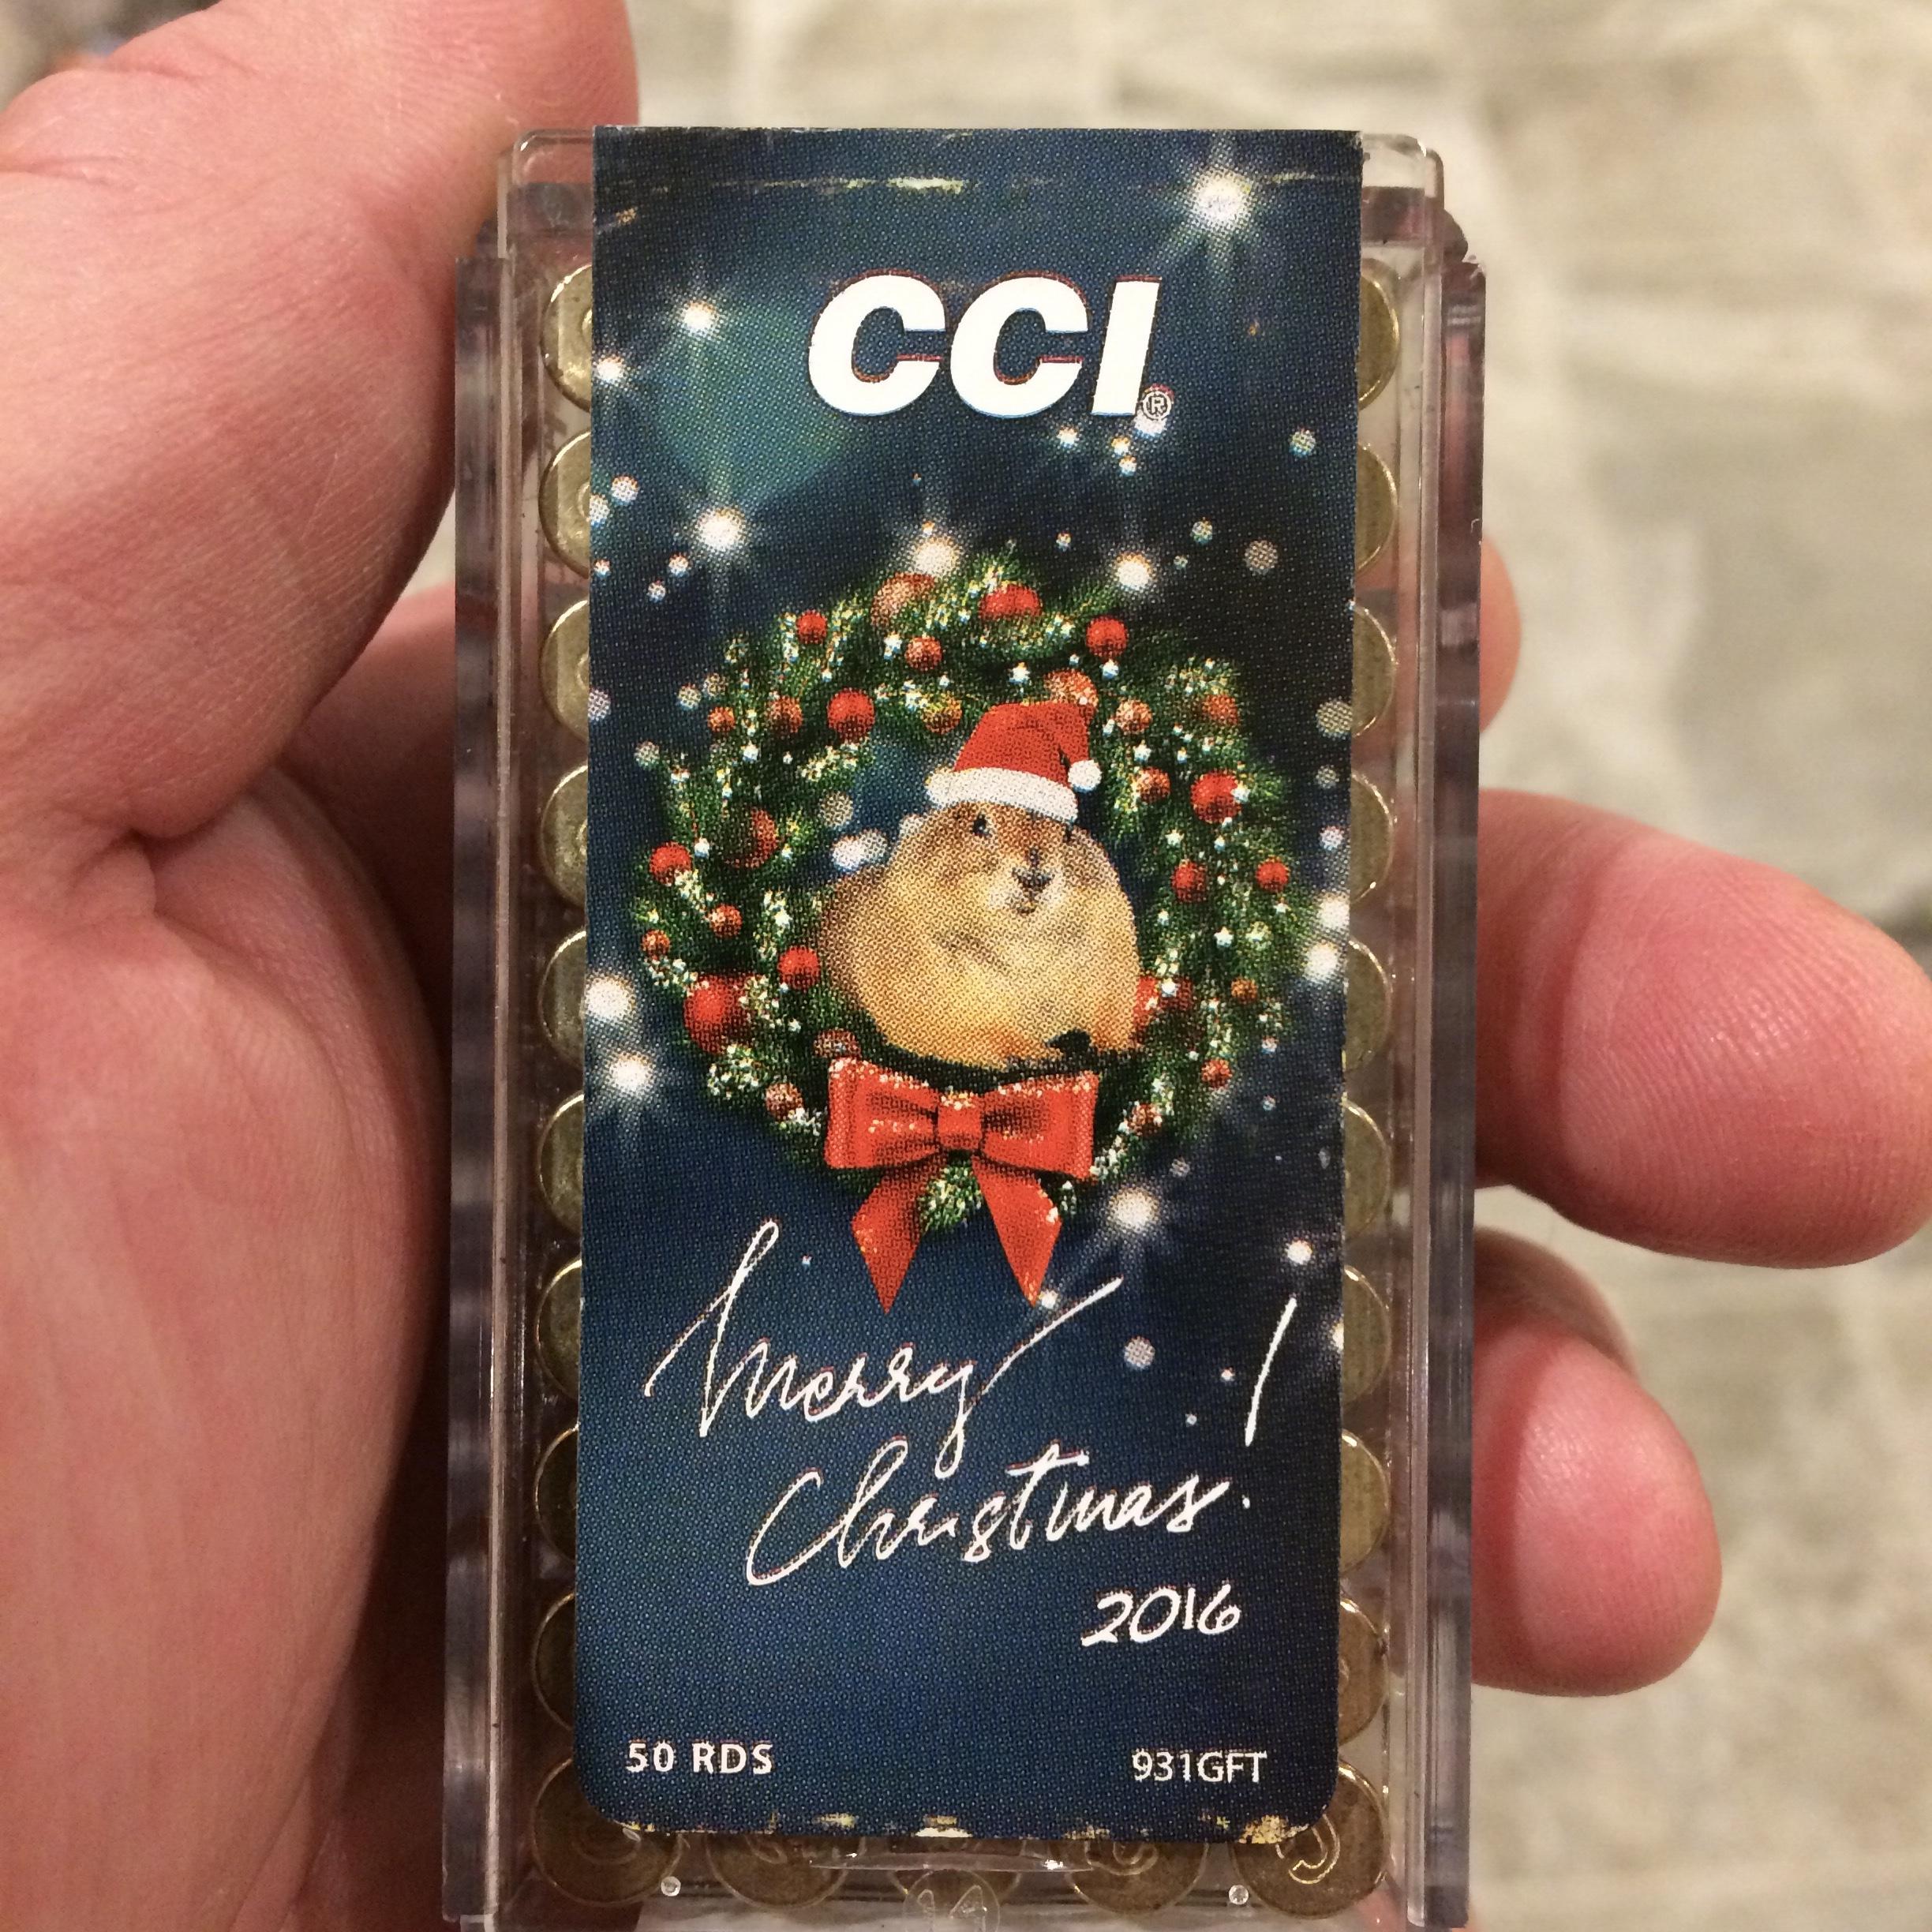 CCI®
Merry
Christmas!
2016
50 RDS
931GFT